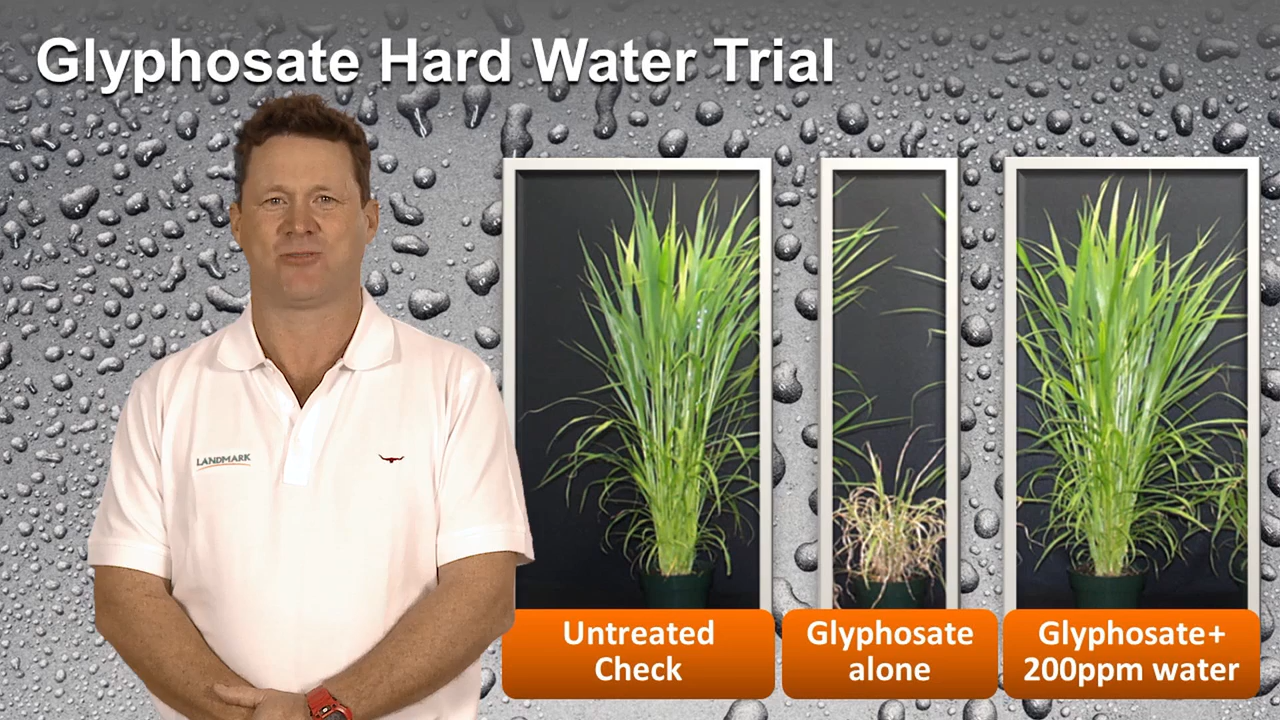 Glyphosate Hard Water Trial
LANDMARK
Untreated
Check
Glyphosate
alone
Glyphosate+
200ppm water